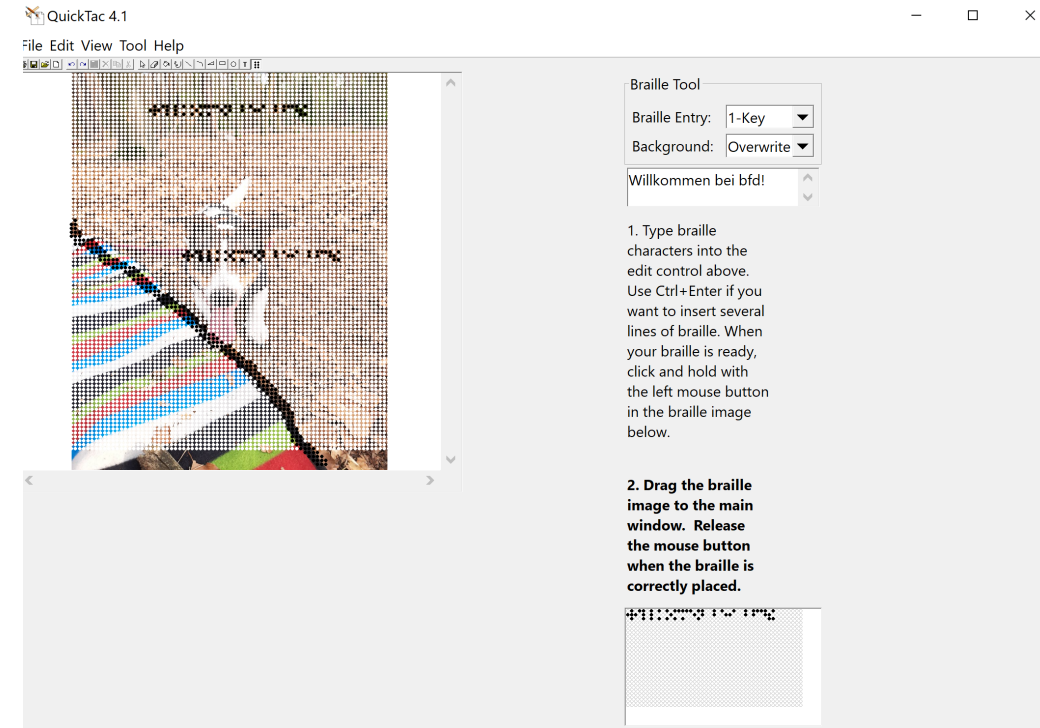 QuickTac 4.1
File Edit View Tool Help
Braille Tool
Braille Entry: 1-Key
Background: Overwrite
Willkommen bei bfd!
1. Type braille
characters into the
edit control above.
Use Ctrl+Enter if you
want to insert several
lines of braille. When
your braille is ready,
click and hold with
the left mouse button
in the braille image
below.
2. Drag the braille
image to the main
window. Release
the mouse button
when the braille is
correctly placed.